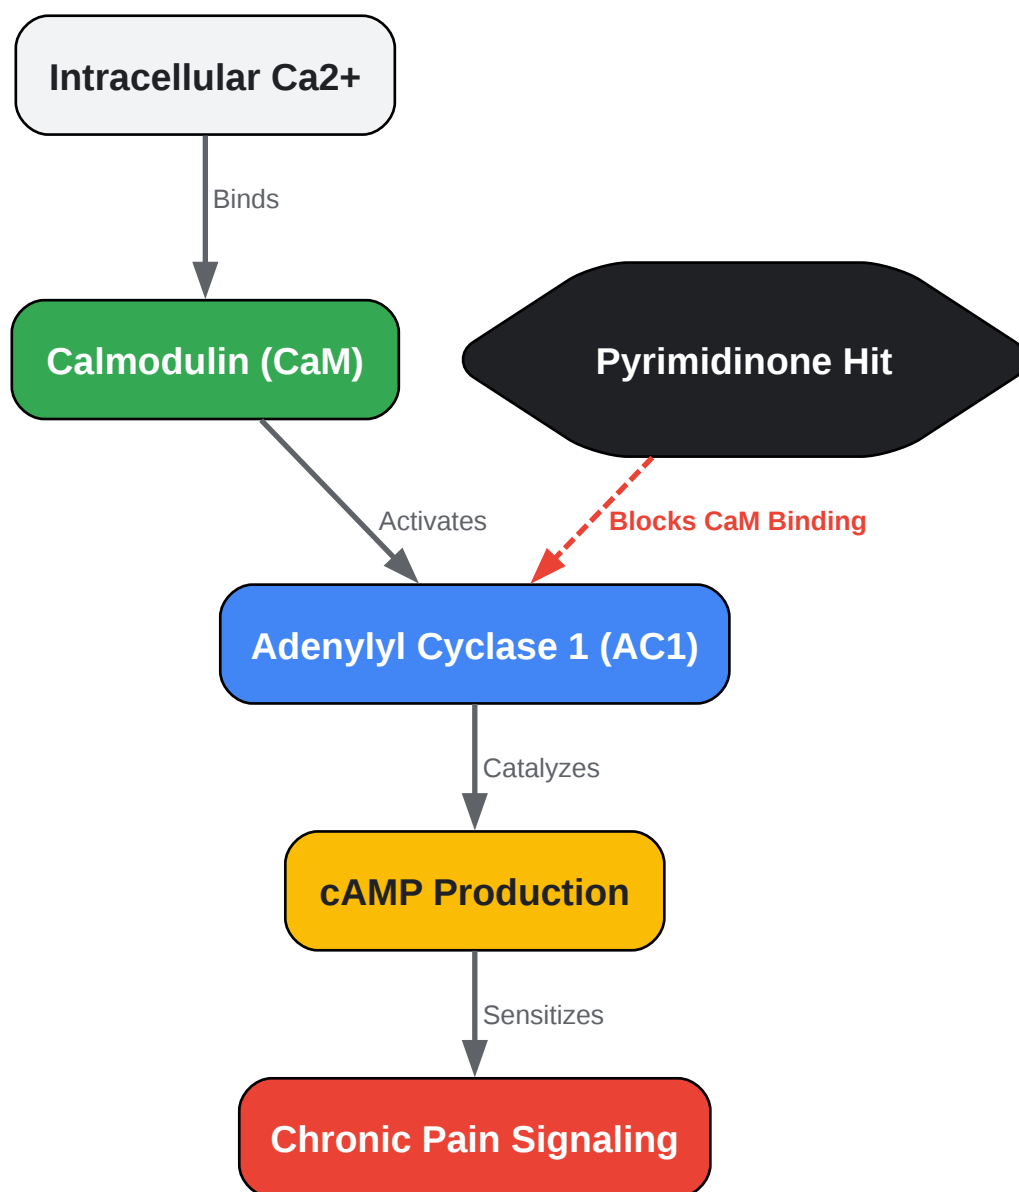 Intracellular Ca2+
Binds
Calmodulin (CaM)
Pyrimidinone Hit
Activates
Blocks CaM Binding
Adenylyl Cyclase 1 (AC1)
Catalyzes
cAMP Production
Sensitizes
Chronic Pain Signaling